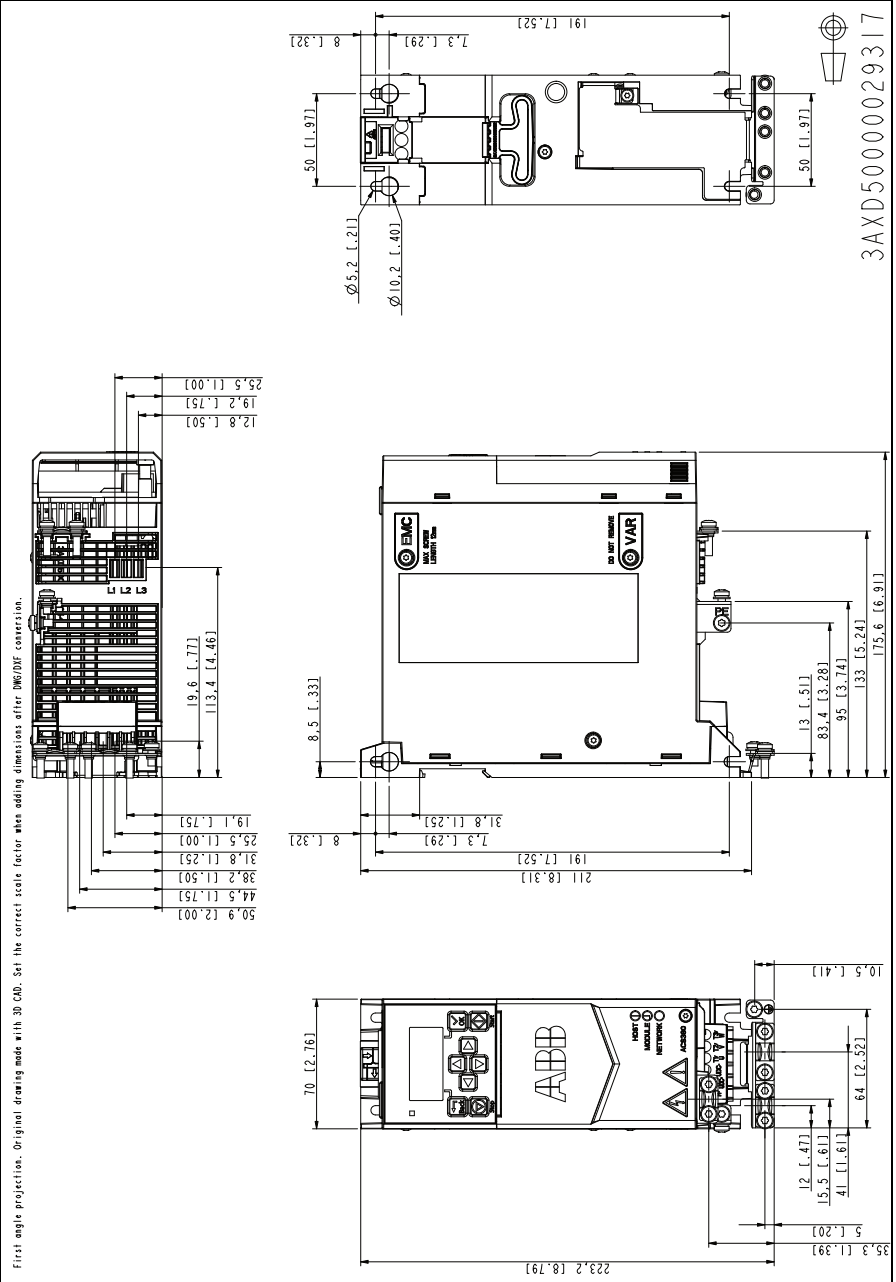 191 [7.52]
8 [.32]
7,3 [.29]
50 [1.97]
50 [1.97]
Ø5,2 [.21]
Ø10,2 [.40]
3AXD50000029317
25,5 [1.00]
19,2 [.75]
12,8 [.50]
L1 L2 L3
19,6 [.77]
113,4 [4.46]
19,1 [.75]
25,5 [1.00]
31,8 [1.25]
38,2 [1.50]
44,5 [1.75]
50,9 [2.00]
EMC
MAX SCREW
LENGTH 12mm
DO NOT REMOVE
VAR
PE
8,5 [.33]
13 [.51]
83,4 [3.28]
95 [3.74]
133 [5.24]
175,6 [6.91]
31,8 [1.25]
8 [.32]
7,3 [.29]
191 [7.52]
211 [8.31]
10,5 [.41]
70 [2.76]
OK
Start
Stop
ABB
HOST
MODULE
NETWORK
ACS380
64 [2.52]
12 [.47]
15,5 [.61]
41 [1.61]
5 [.20]
35,3 [1.39]
223,2 [8.79]
First angle projection. Original drawing made with 3D CAD. Set the correct scale factor when adding dimensions after DWG/DXF conversion.